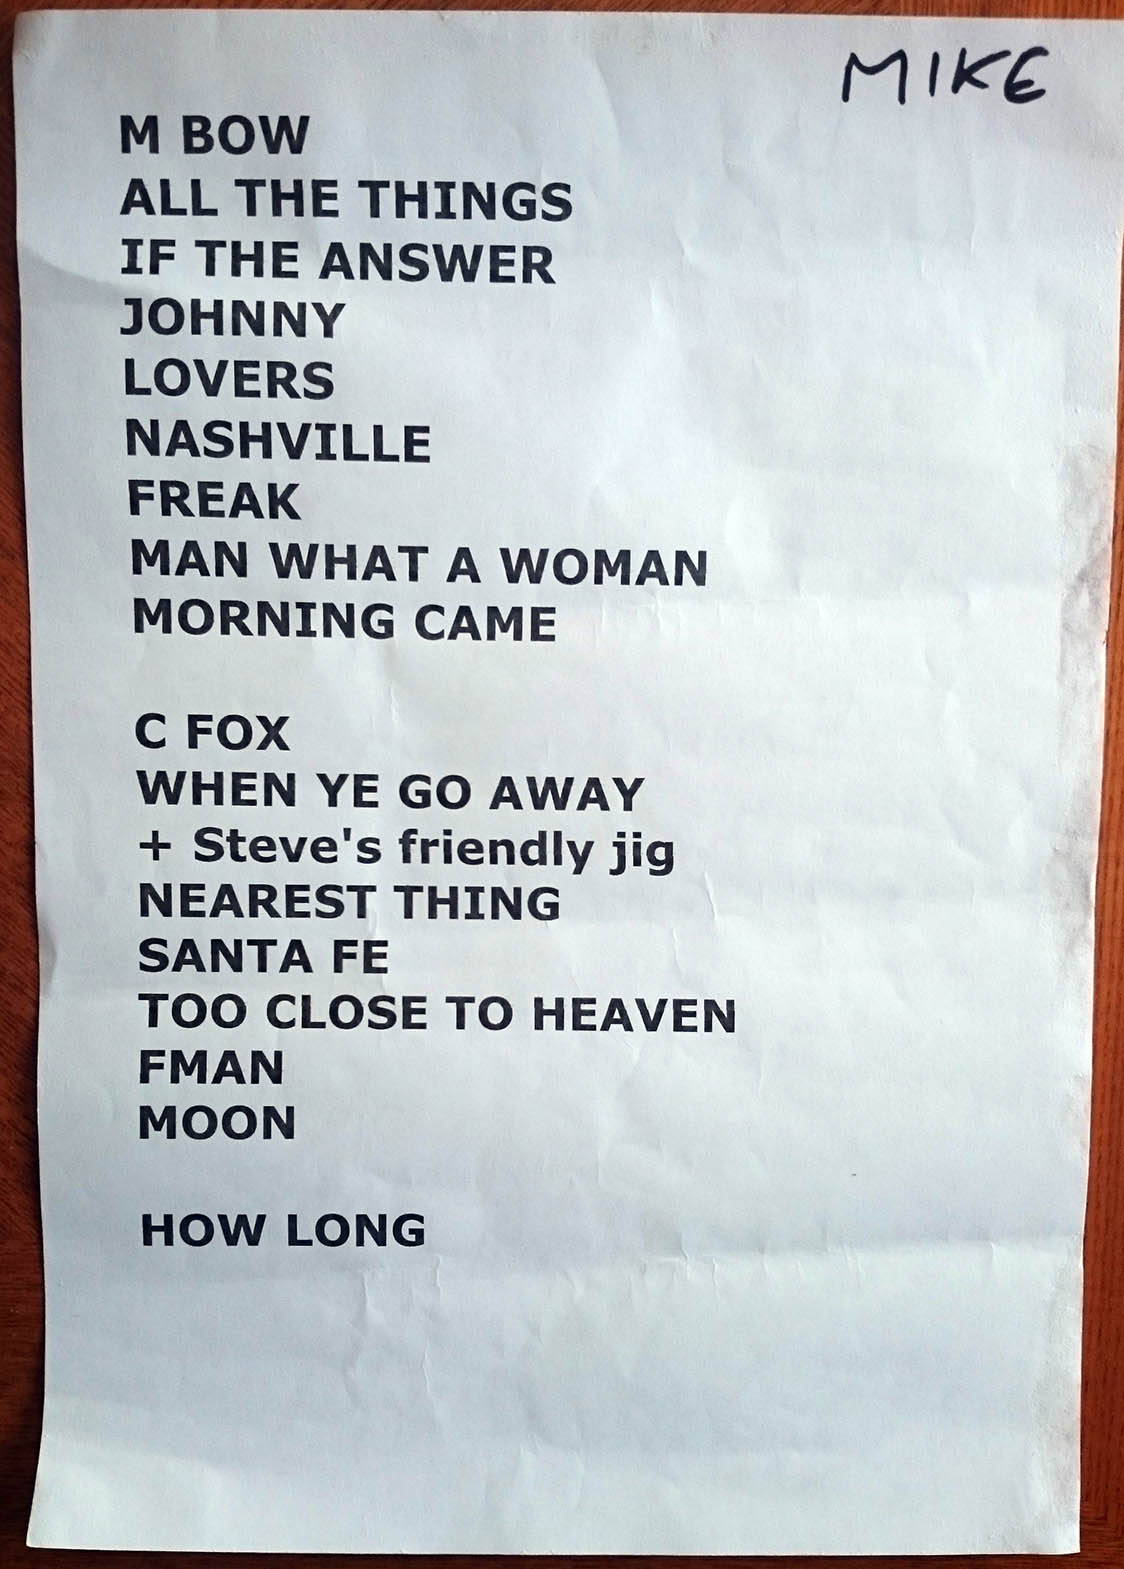 MIKE
M BOW
ALL THE THINGS
IF THE ANSWER
JOHNNY
LOVERS
NASHVILLE
FREAK
MAN WHAT A WOMAN
MORNING CAME
C FOX
WHEN YE GO AWAY
+ Steve's friendly jig
NEAREST THING
SANTA FE
TOO CLOSE TO HEAVEN
FMAN
MOON
HOW LONG